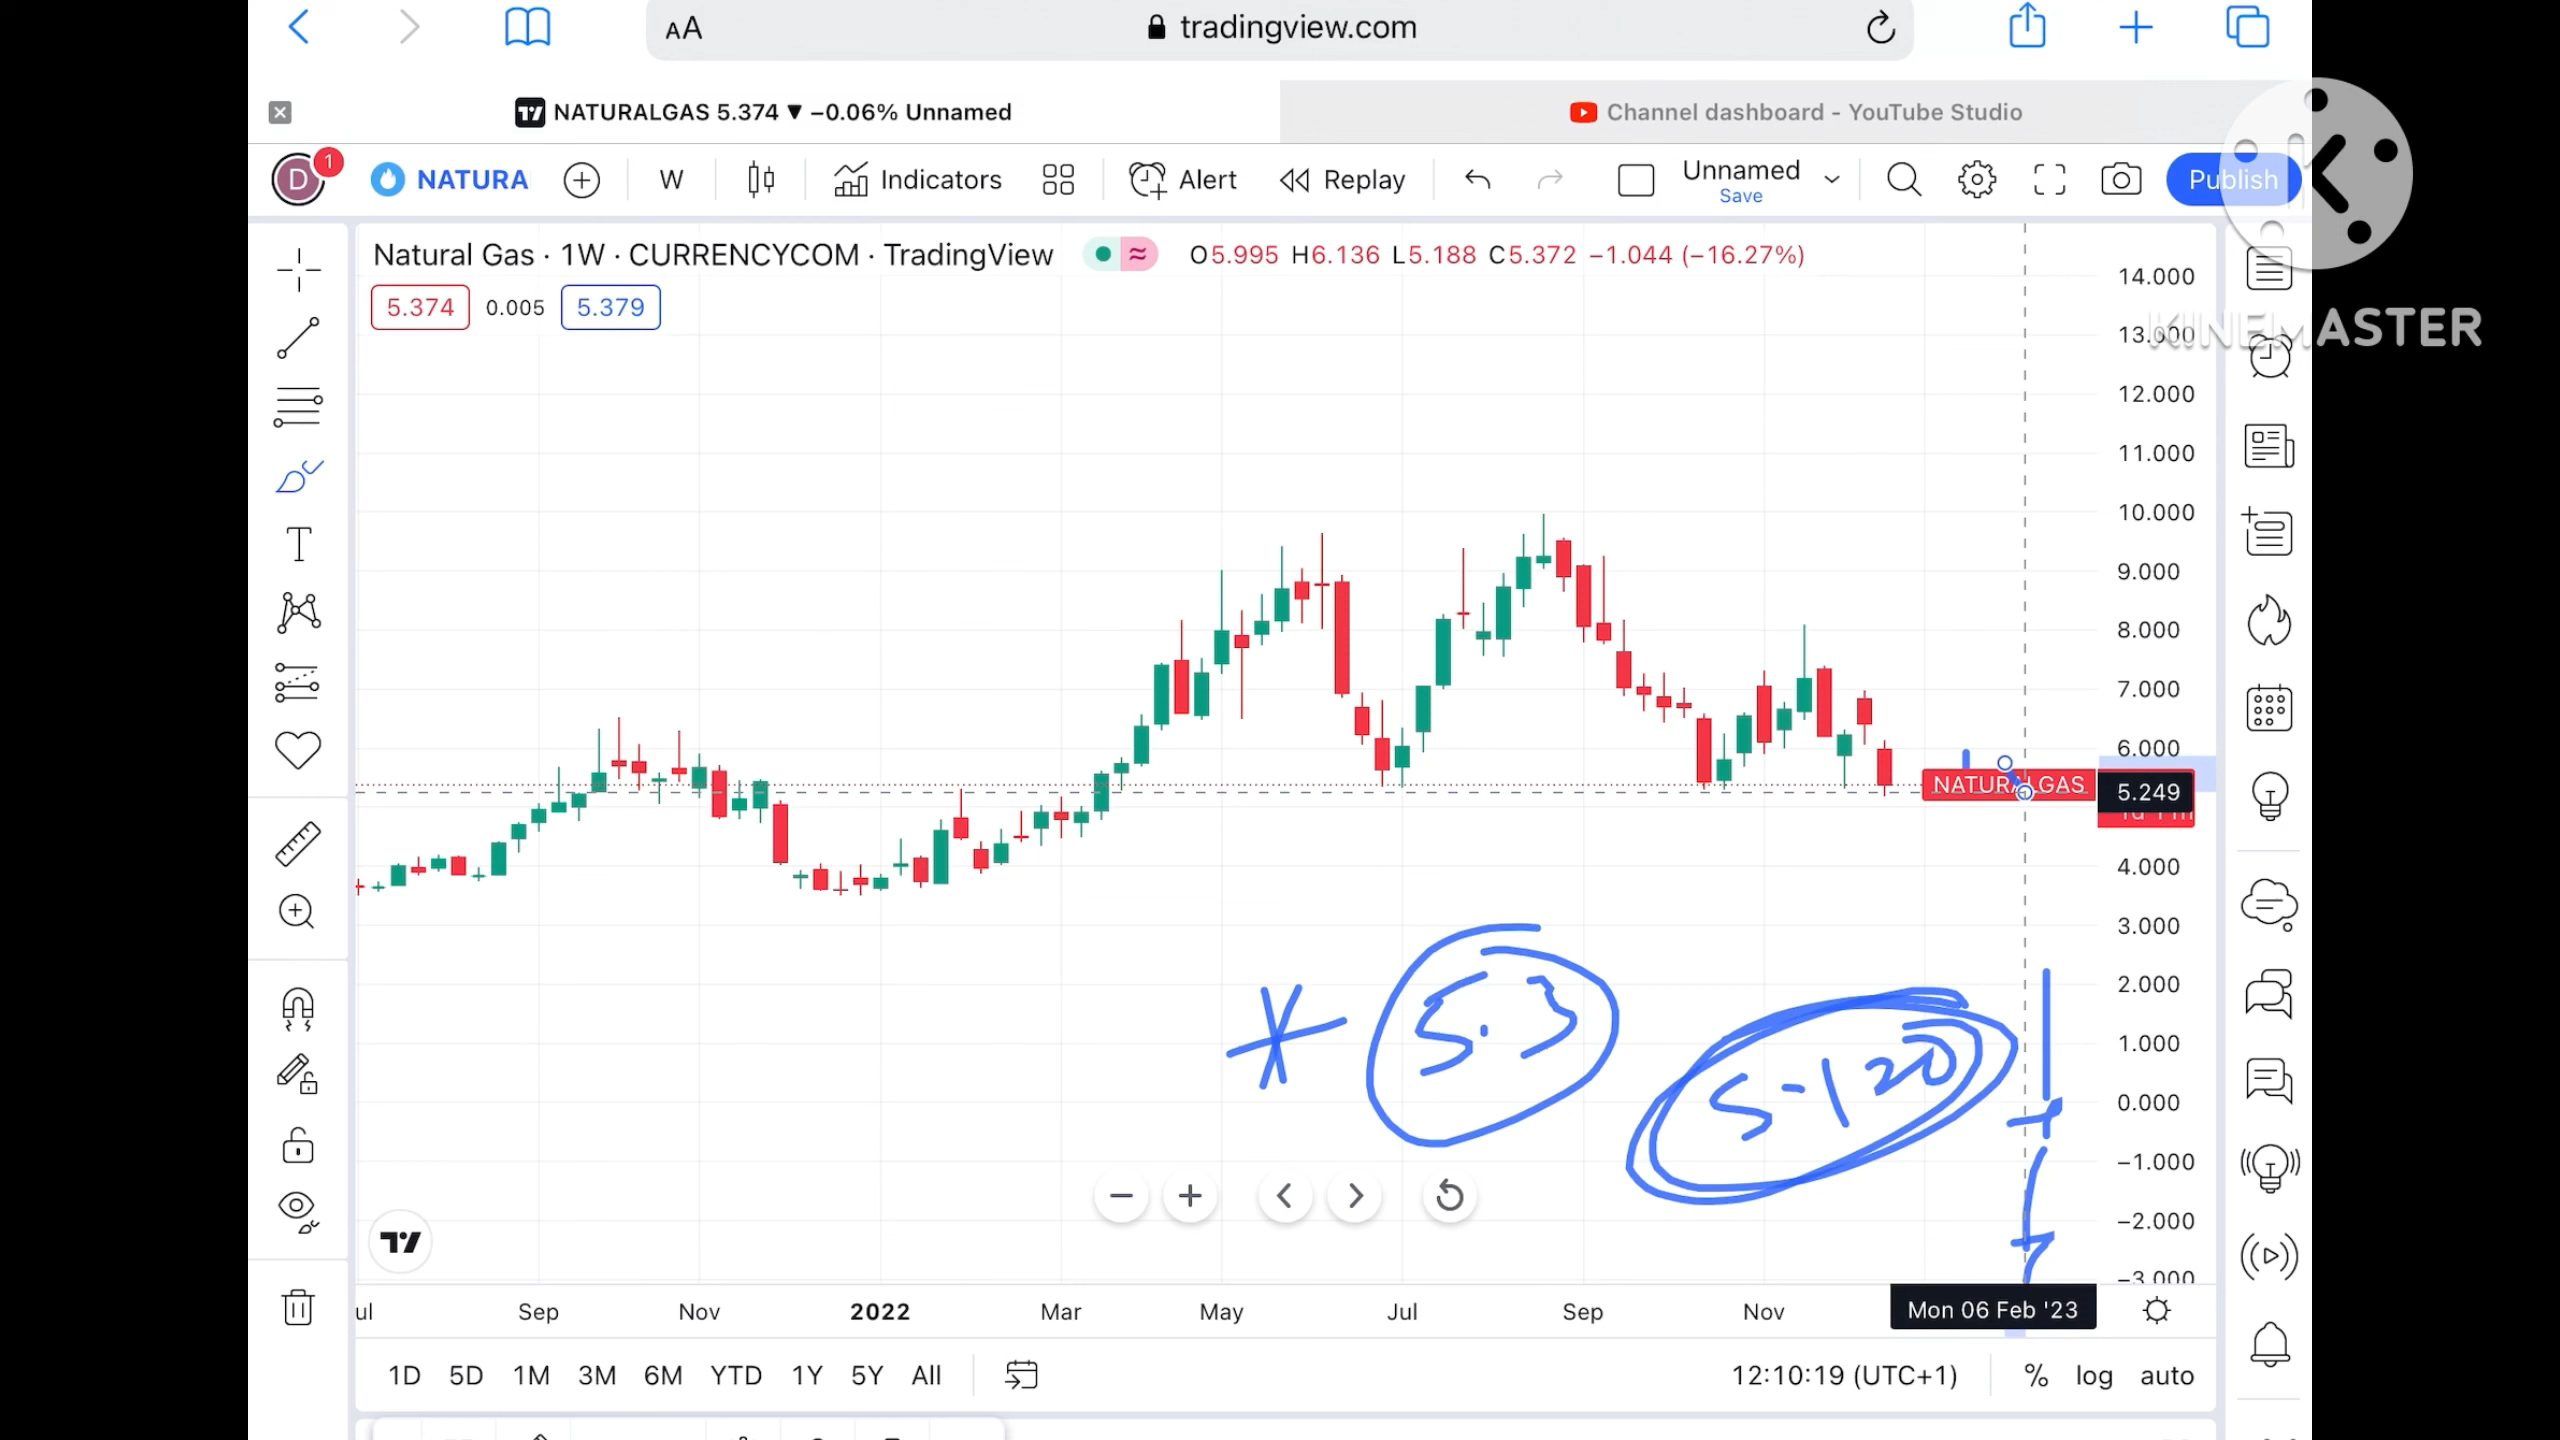 AA tradingview.com
NATURALGAS 5.374 ▼ −0.06% Unnamed
Channel dashboard - YouTube Studio
D 1 NATURA W Indicators Alert Replay Unnamed Publish
Save
Natural Gas · 1W · CURRENCYCOM · TradingView O5.995 H6.136 L5.188 C5.372 −1.044 (−16.27%)
5.374 0.005 5.379
KINEMASTER
14.000
13.000
12.000
11.000
10.000
9.000
8.000
7.000
6.000
NATURALGAS 5.249
4.000
3.000
2.000
1.000
0.000
−1.000
−2.000
−3.000
5.3
5-120
Sep Nov 2022 Mar May Jul Sep Nov Mon 06 Feb '23
1D 5D 1M 3M 6M YTD 1Y 5Y All 12:10:19 (UTC+1) % log auto